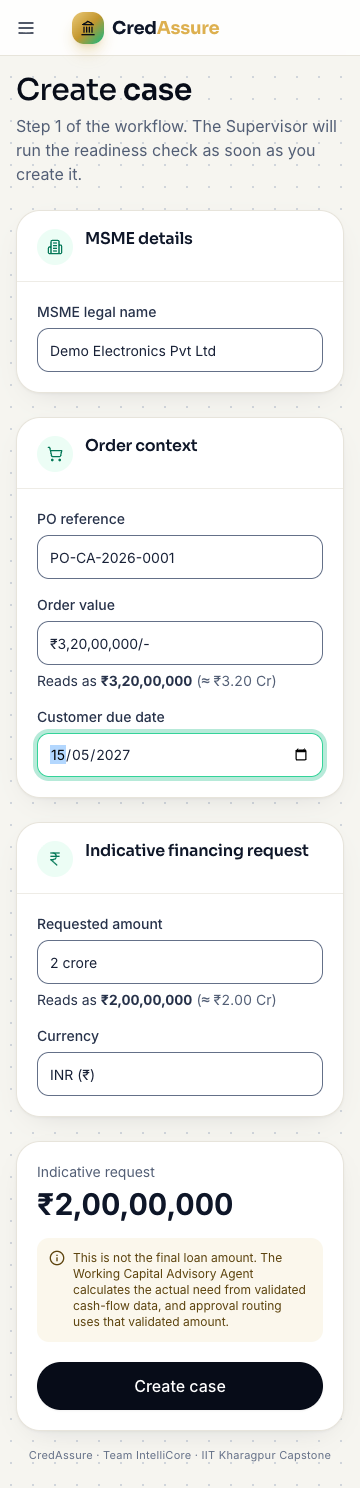 CredAssure
Create case
Step 1 of the workflow. The Supervisor will
run the readiness check as soon as you
create it.
MSME details
MSME legal name
Demo Electronics Pvt Ltd
Order context
PO reference
PO-CA-2026-0001
Order value
₹3,20,00,000/-
Reads as ₹3,20,00,000 (≈ ₹3.20 Cr)
Customer due date
15/05/2027
₹
Indicative financing request
Requested amount
2 crore
Reads as ₹2,00,00,000 (≈ ₹2.00 Cr)
Currency
INR (₹)
Indicative request
₹2,00,00,000
This is not the final loan amount. The
Working Capital Advisory Agent
calculates the actual need from validated
cash-flow data, and approval routing
uses that validated amount.
Create case
CredAssure · Team IntelliCore · IIT Kharagpur Capstone